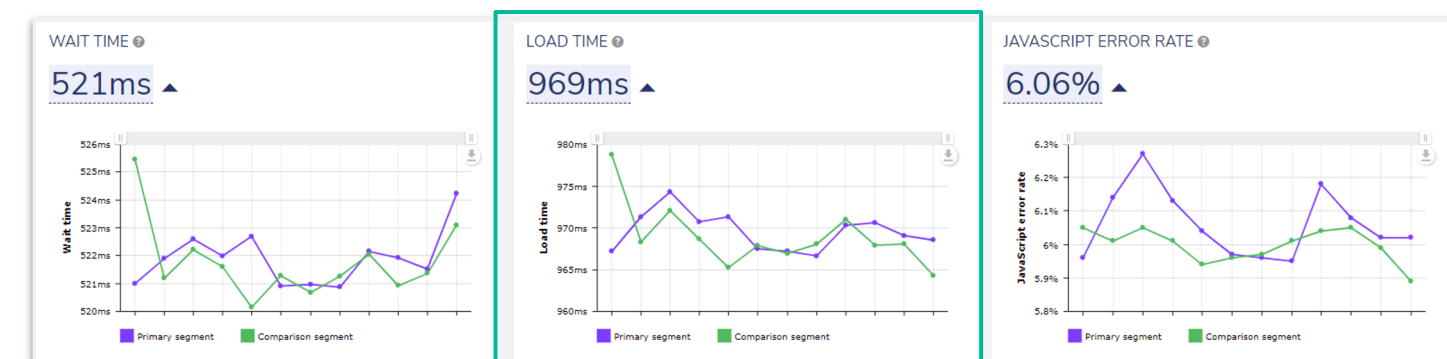 WAIT TIME
521ms
526ms
525ms
524ms
523ms
522ms
521ms
520ms
Wait time
Primary segment
Comparison segment
LOAD TIME
969ms
980ms
975ms
970ms
965ms
960ms
Load time
Primary segment
Comparison segment
JAVASCRIPT ERROR RATE
6.06%
6.3%
6.2%
6.1%
6%
5.9%
5.8%
JavaScript error rate
Primary segment
Comparison segment